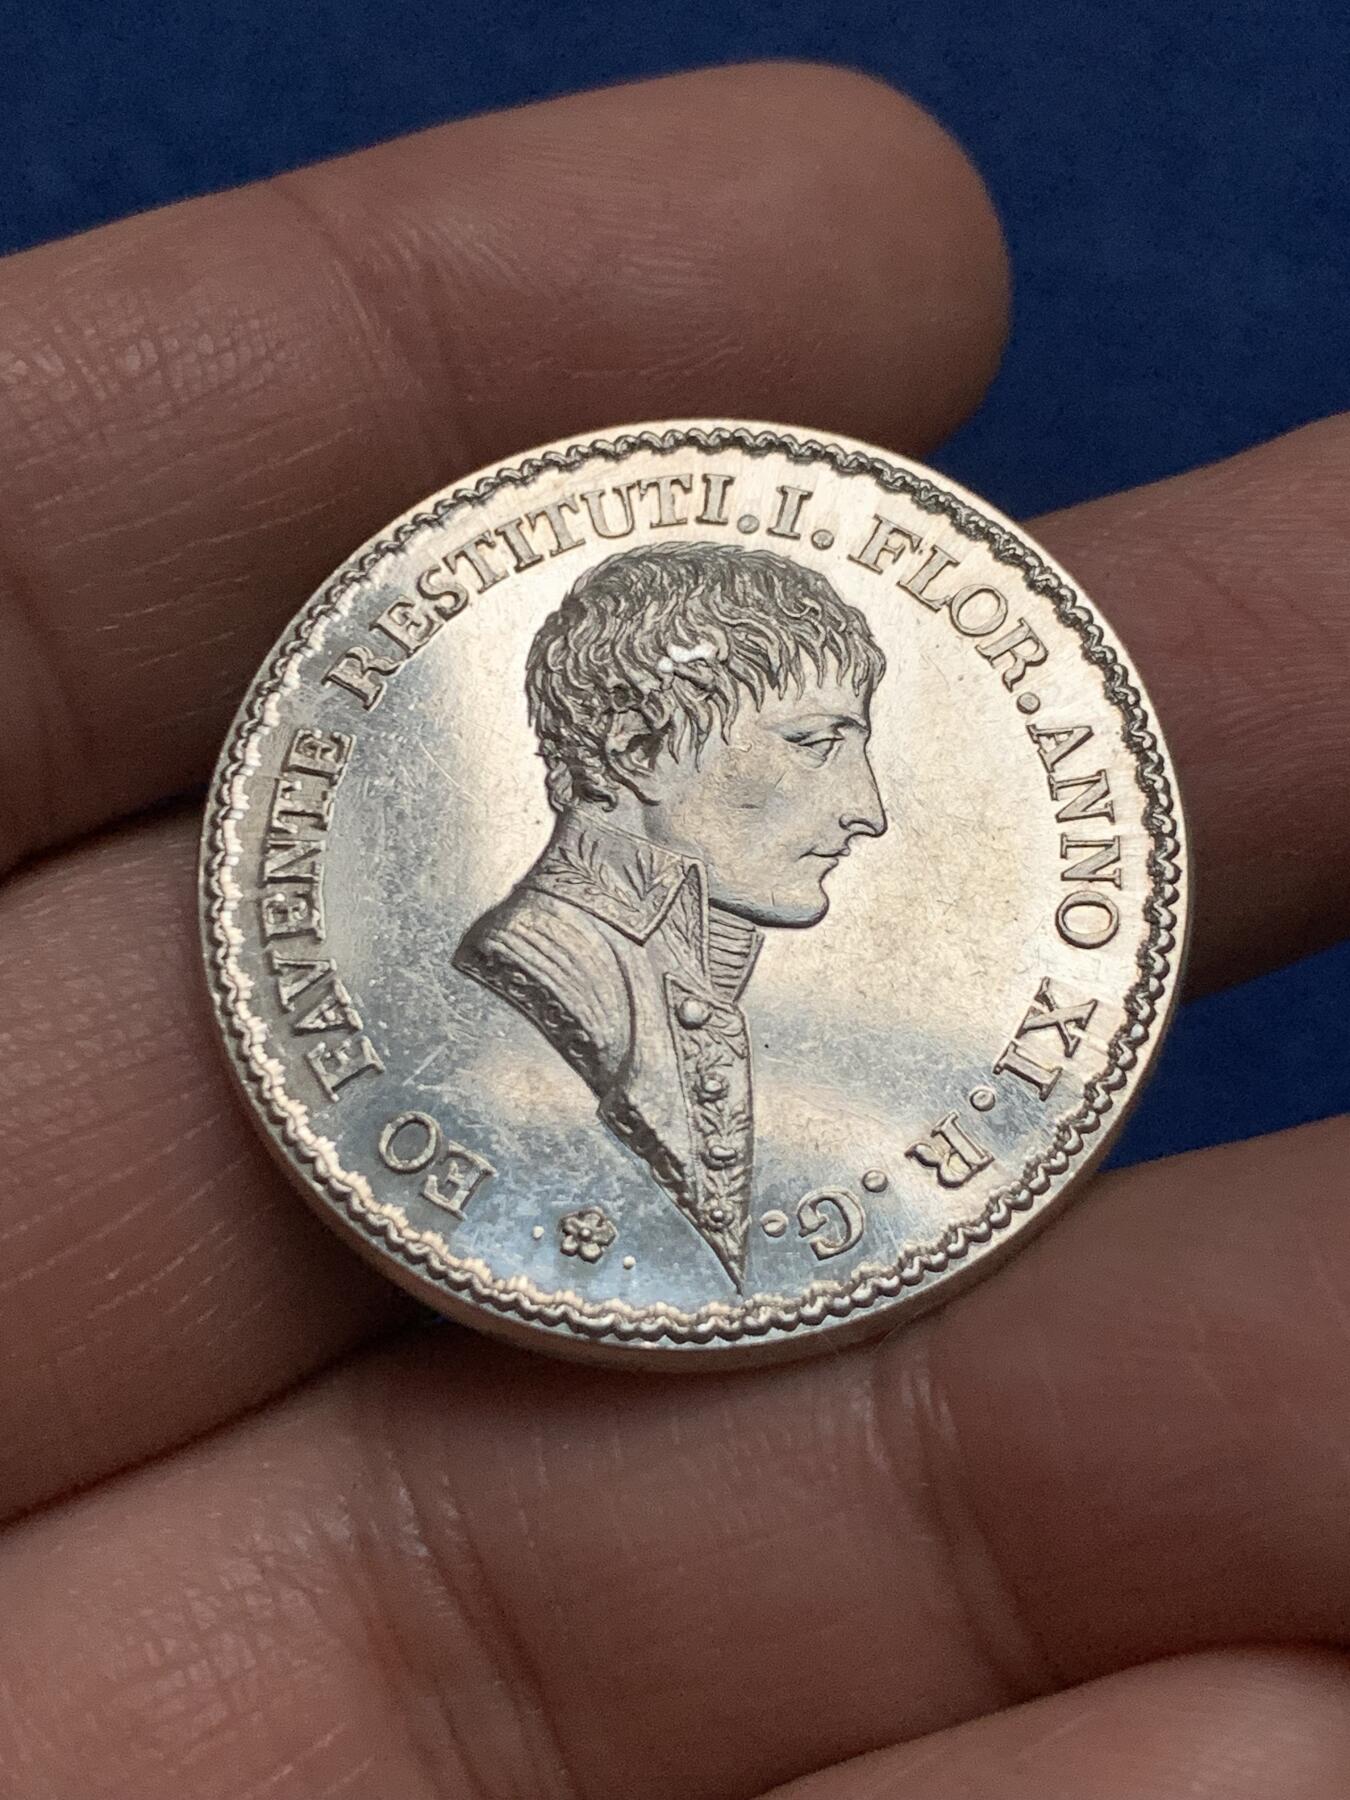 EO FAVENTE RESTITUTI. I. FLOR. ANNO XI. R. G.